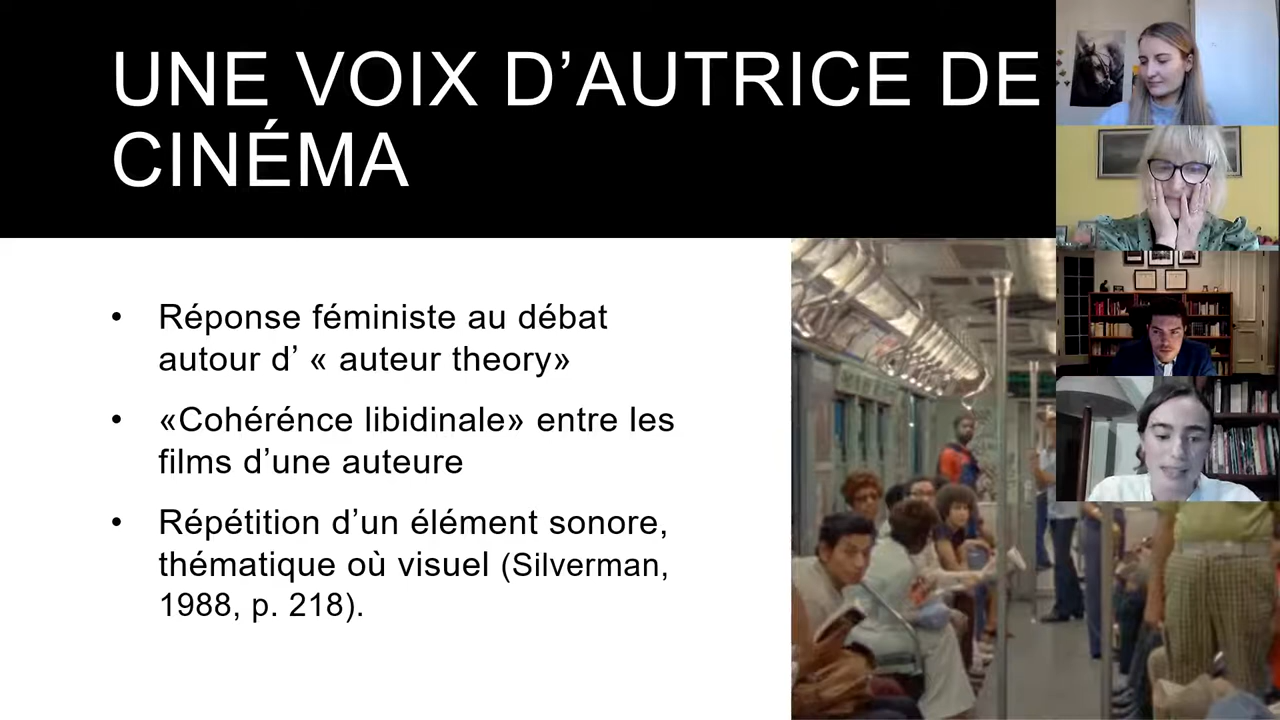 UNE VOIX D’AUTRICE DE
CINÉMA
• Réponse féministe au débat
autour d’ « auteur theory»
• «Cohérénce libidinale» entre les
films d’une auteure
• Répétition d’un élément sonore,
thématique où visuel (Silverman,
1988, p. 218).